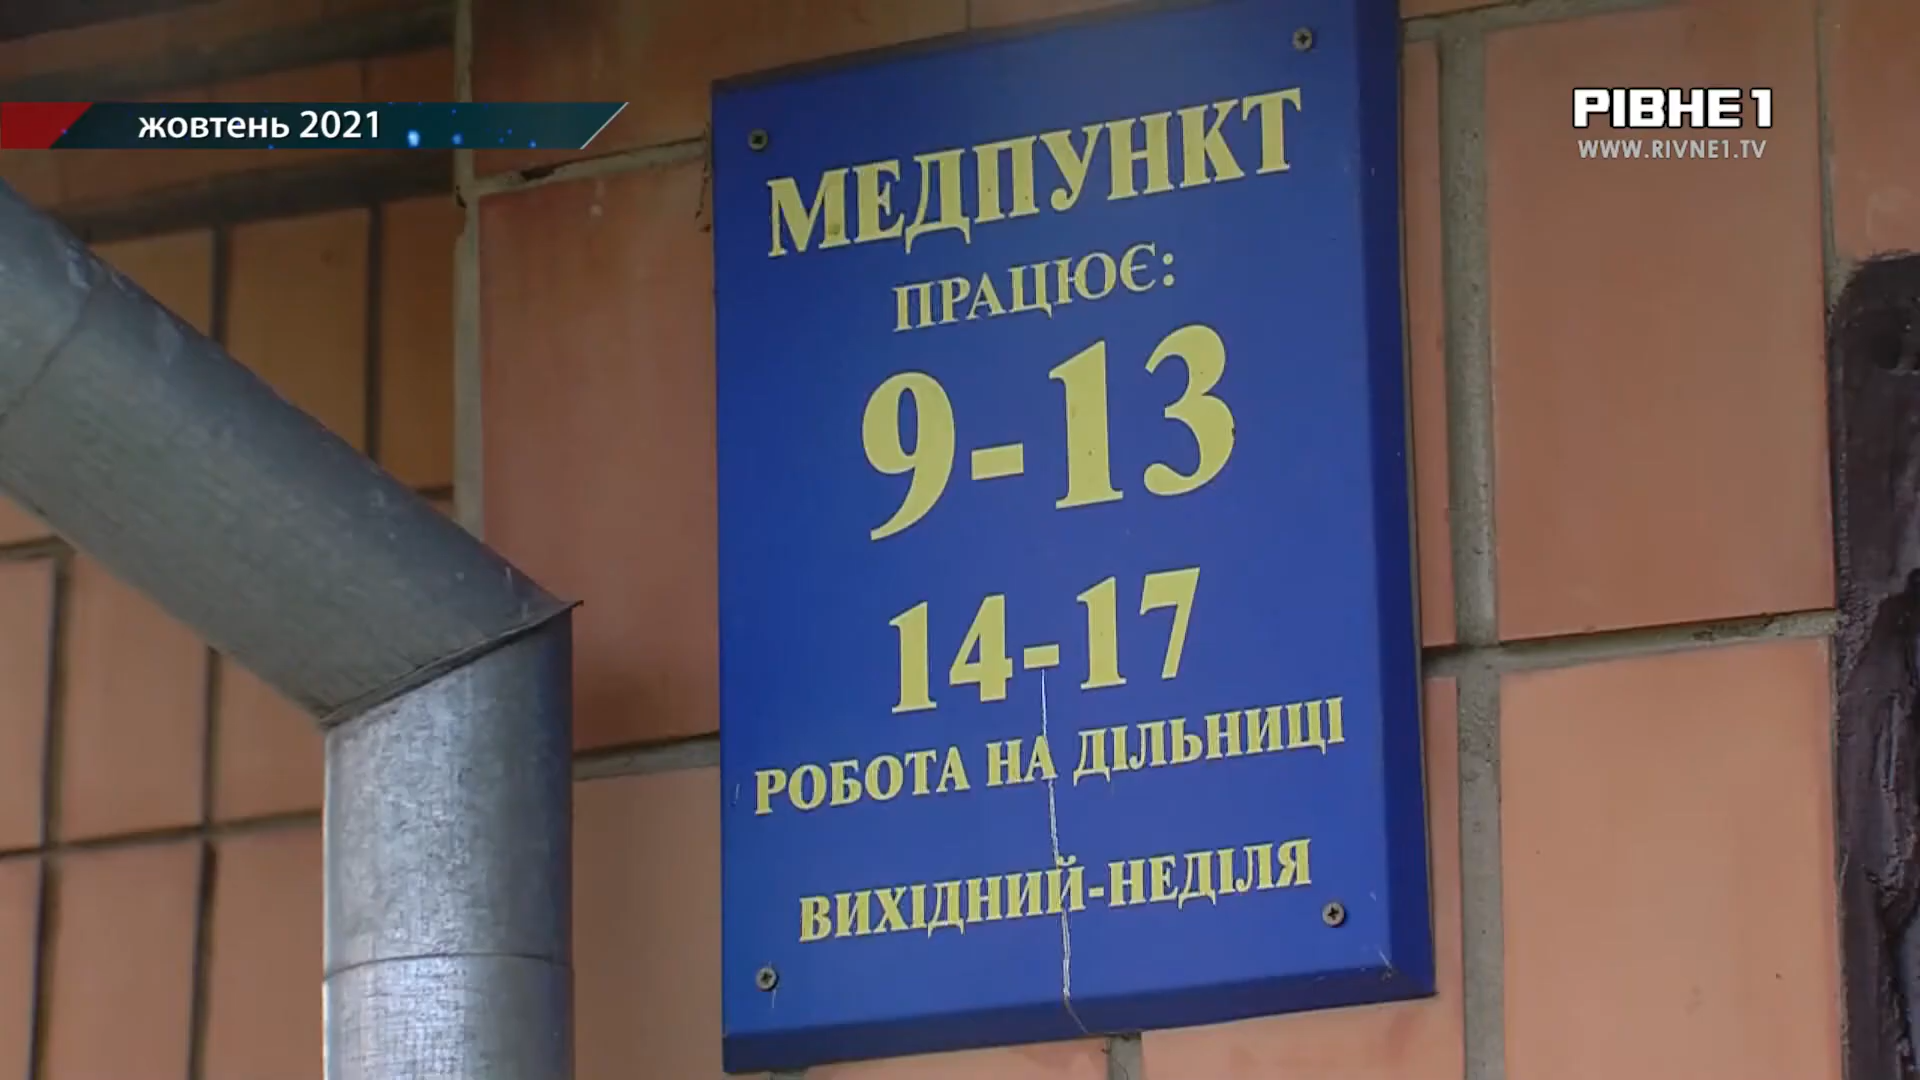 жовтень 2021
РІВНЕ 1
WWW.RIVNE1.TV
МЕДПУНКТ
ПРАЦЮЄ:
9-13
14-17
РОБОТА НА ДІЛЬНИЦІ
ВИХІДНИЙ-НЕДІЛЯ